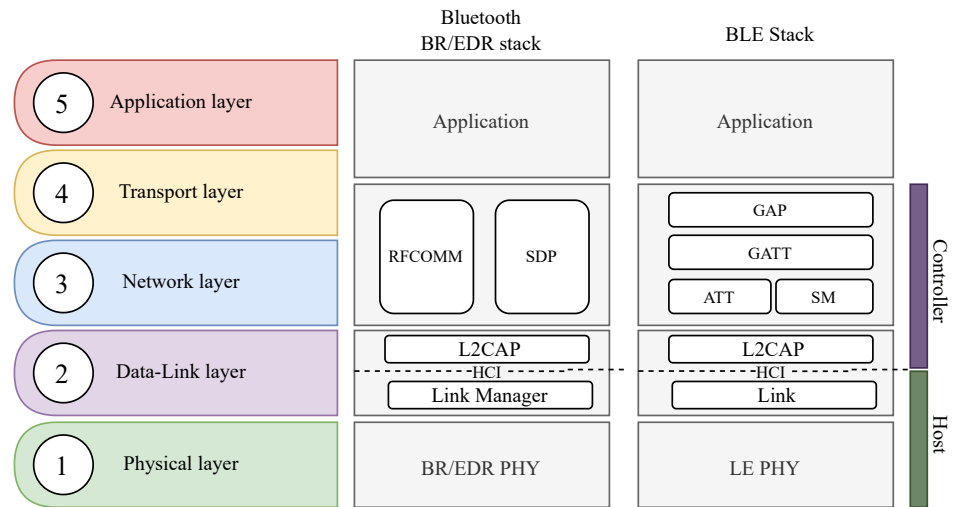 Bluetooth
BR/EDR stack
BLE Stack
5 Application layer
Application
Application
4 Transport layer
GAP
RFCOMM
SDP
GATT
3 Network layer
ATT
SM
Controller
L2CAP
L2CAP
2 Data-Link layer
HCI
HCI
Link Manager
Link
Host
1 Physical layer
BR/EDR PHY
LE PHY